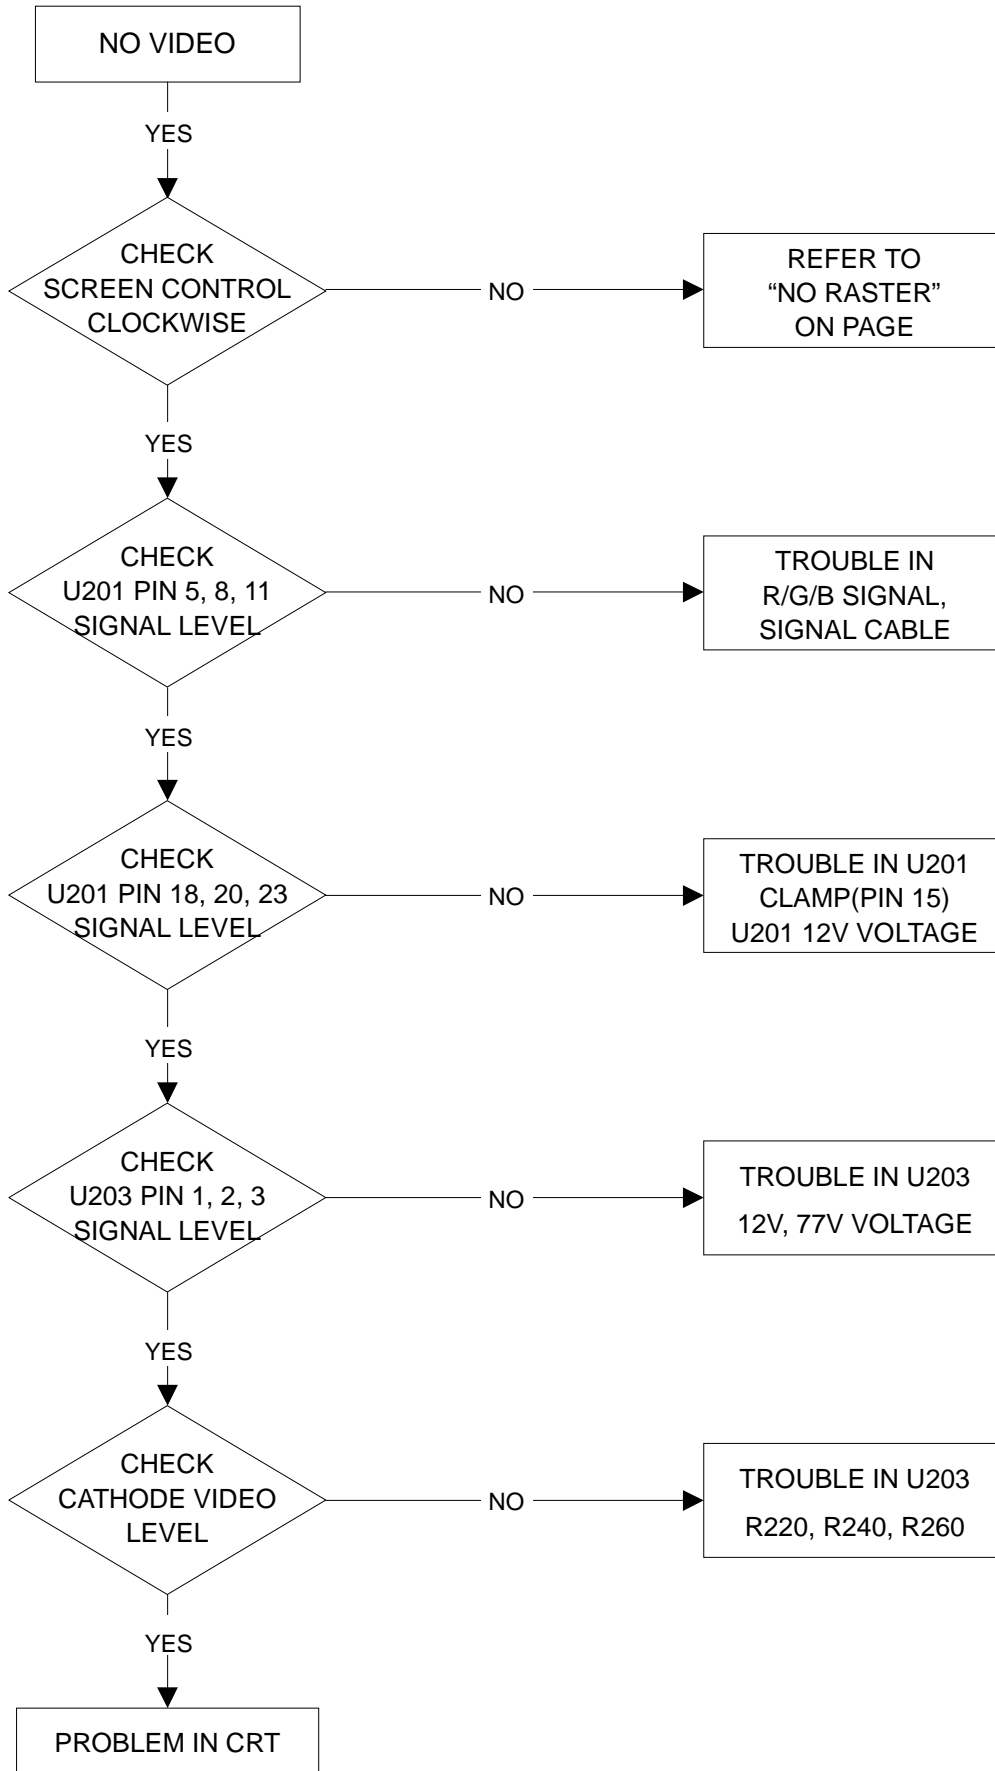 NO VIDEO
YES
CHECK
SCREEN CONTROL
CLOCKWISE
NO
REFER TO
“NO RASTER”
ON PAGE
YES
CHECK
U201 PIN 5, 8, 11
SIGNAL LEVEL
NO
TROUBLE IN
R/G/B SIGNAL,
SIGNAL CABLE
YES
CHECK
U201 PIN 18, 20, 23
SIGNAL LEVEL
NO
TROUBLE IN U201
CLAMP(PIN 15)
U201 12V VOLTAGE
YES
CHECK
U203 PIN 1, 2, 3
SIGNAL LEVEL
NO
TROUBLE IN U203
12V, 77V VOLTAGE
YES
CHECK
CATHODE VIDEO
LEVEL
NO
TROUBLE IN U203
R220, R240, R260
YES
PROBLEM IN CRT